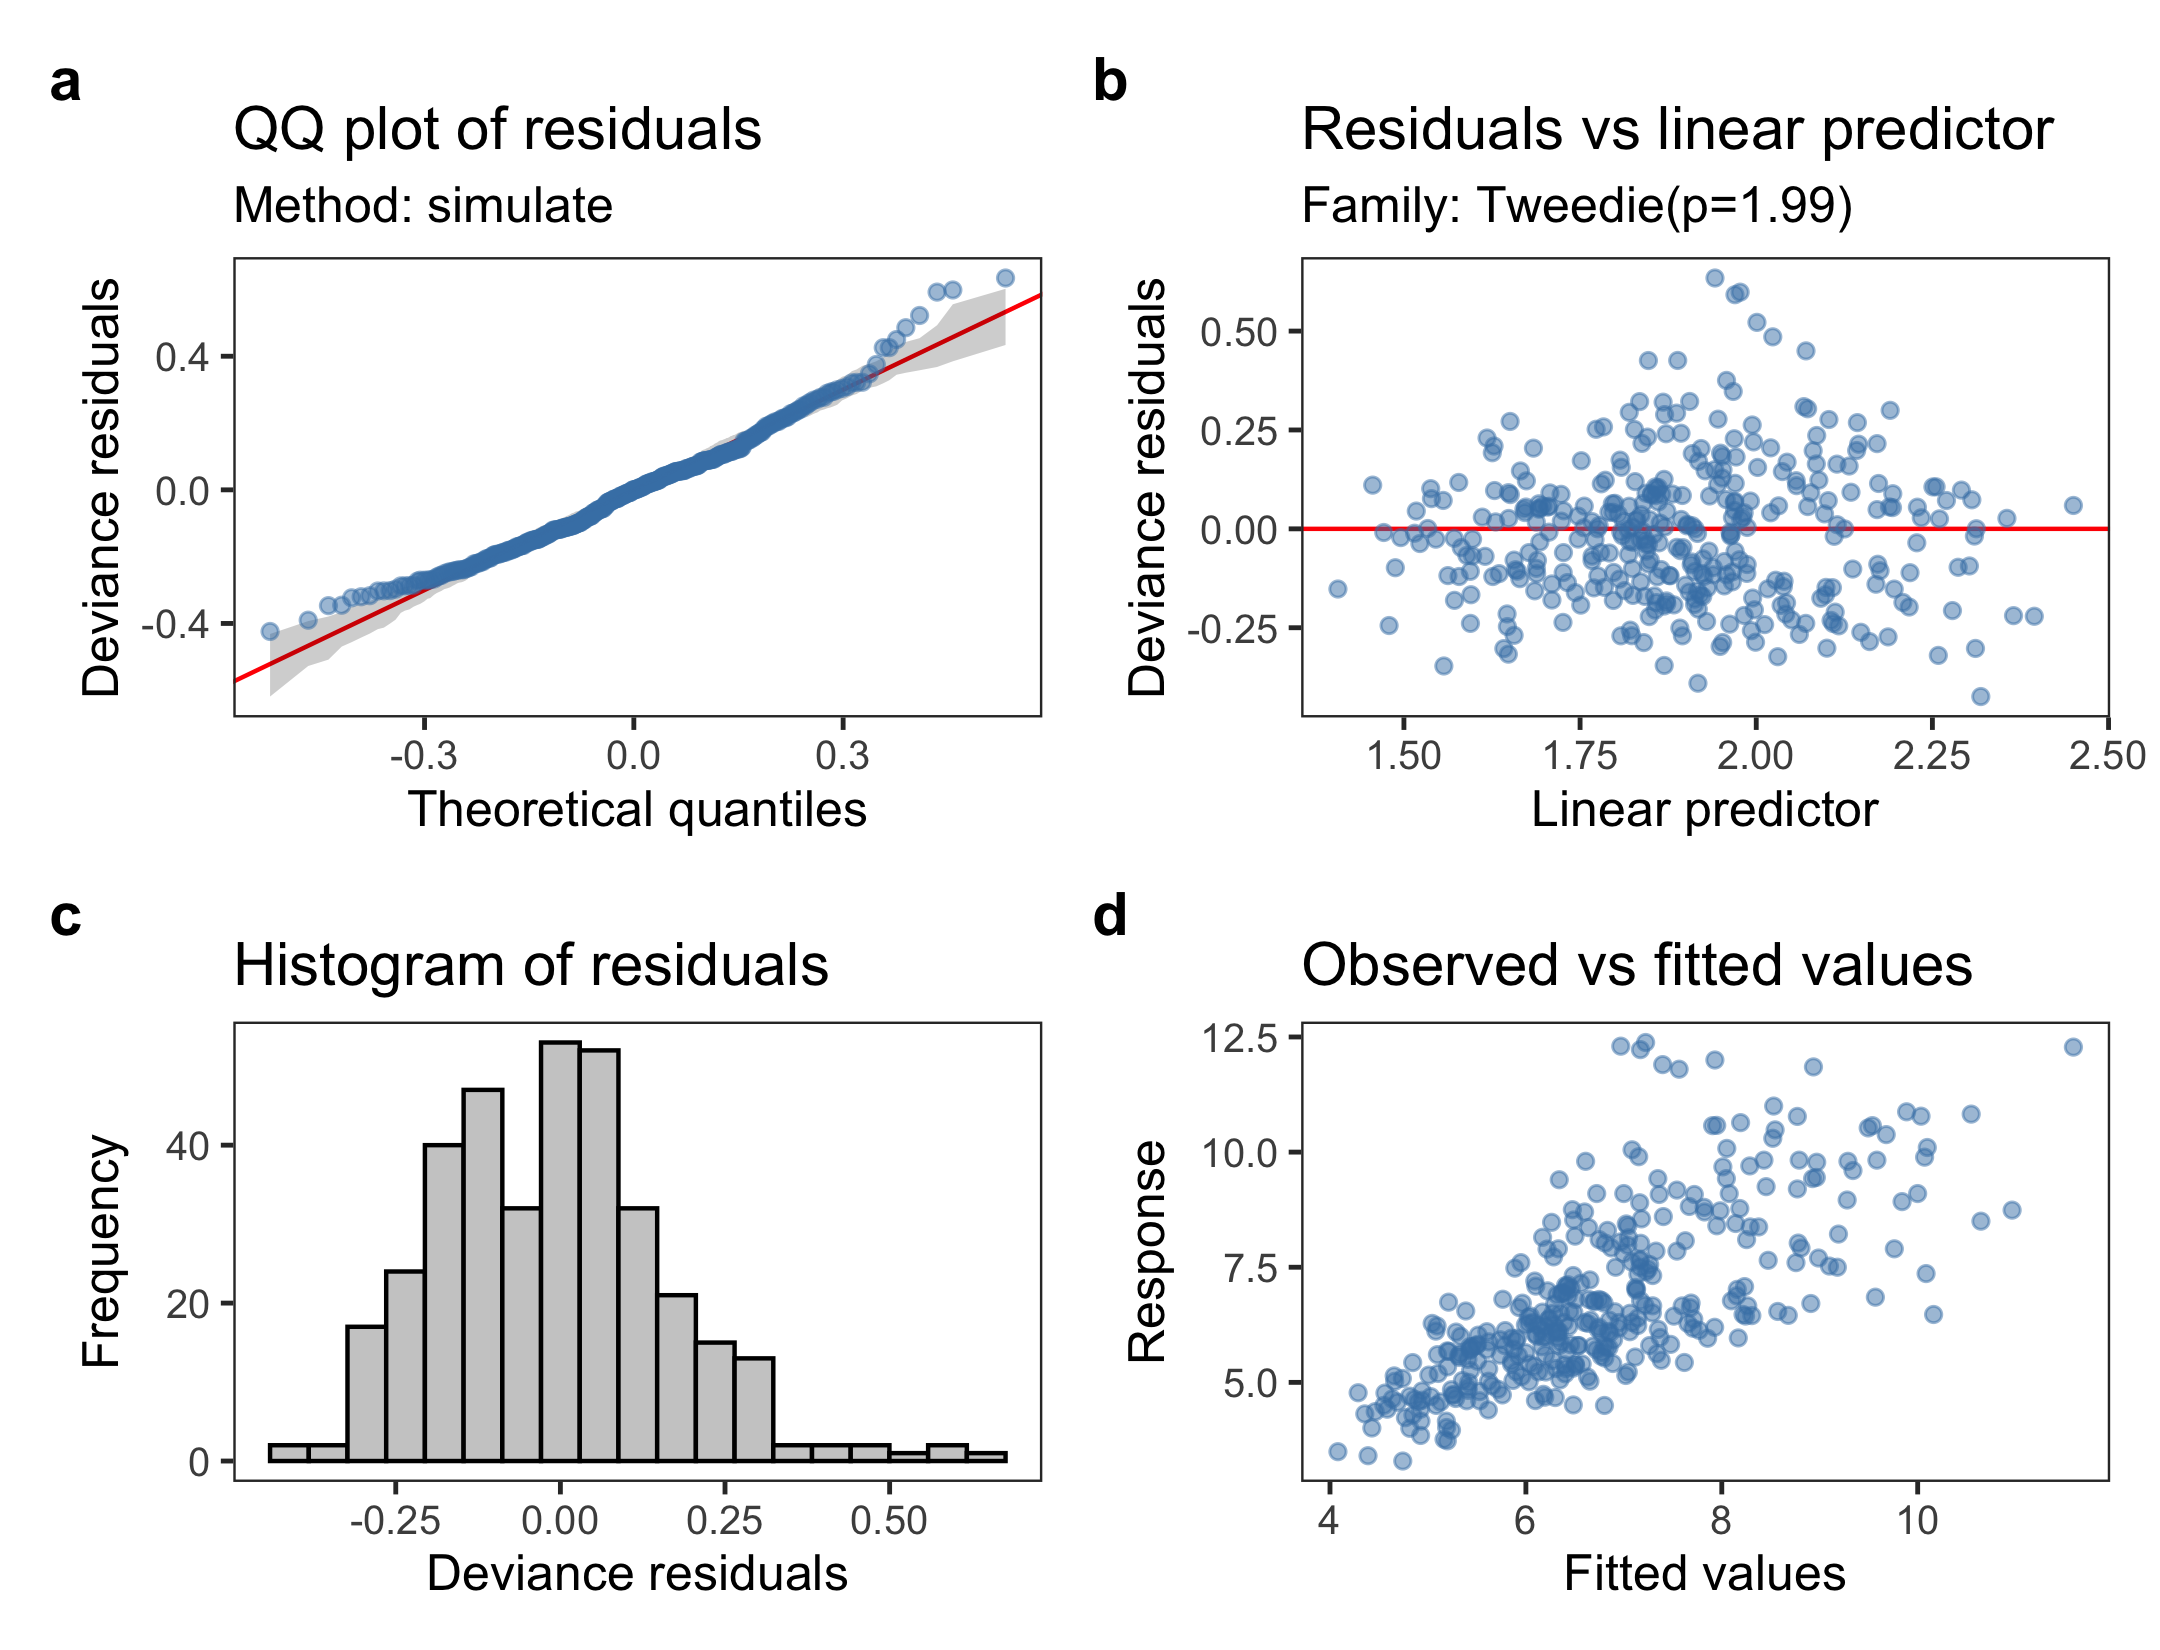 a
QQ plot of residuals
Method: simulate
Deviance residuals
0.4
0.0
-0.4
-0.3
0.0
0.3
Theoretical quantiles
b
Residuals vs linear predictor
Family: Tweedie(p=1.99)
Deviance residuals
0.50
0.25
0.00
-0.25
1.50
1.75
2.00
2.25
2.50
Linear predictor
c
Histogram of residuals
Frequency
40
20
0
-0.25
0.00
0.25
0.50
Deviance residuals
d
Observed vs fitted values
Response
12.5
10.0
7.5
5.0
4
6
8
10
Fitted values